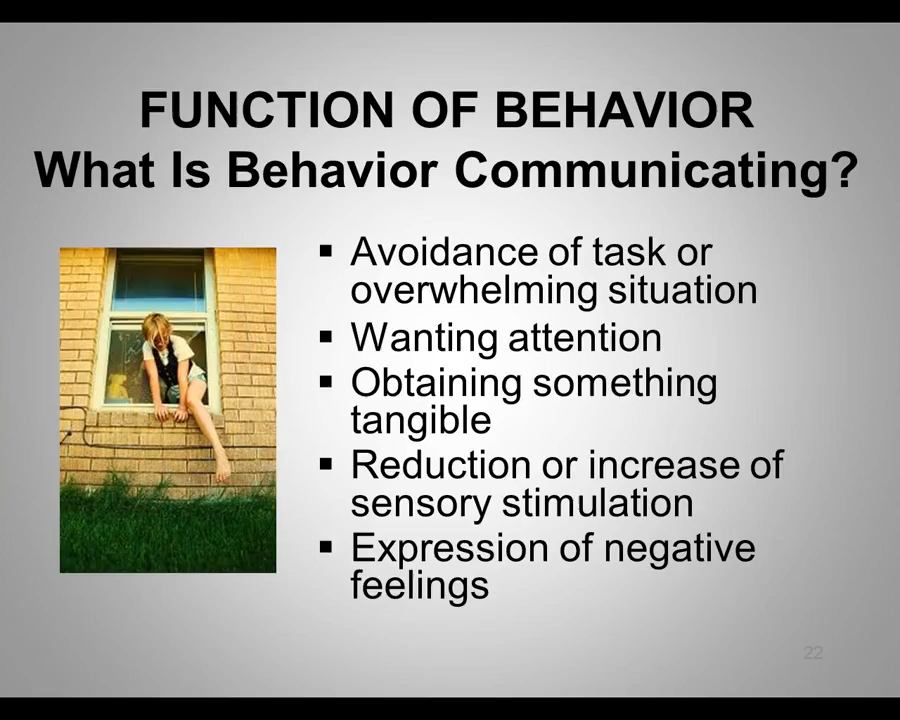 FUNCTION OF BEHAVIOR
What Is Behavior Communicating?
▪ Avoidance of task or
overwhelming situation
▪ Wanting attention
▪ Obtaining something
tangible
▪ Reduction or increase of
sensory stimulation
▪ Expression of negative
feelings
22